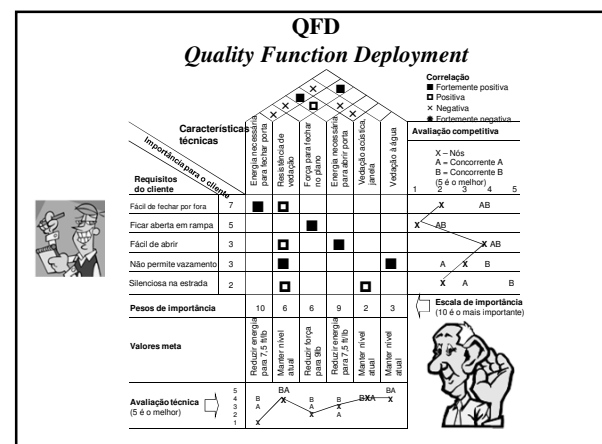 QFD
Quality Function Deployment
Correlação
Fortemente positiva
Positiva
Negativa
Fortemente negativa
Características
técnicas
Importância para o cliente
Requisitos
do cliente
Energia necessária
para fechar porta
Resistência de
vedação
Força para fechar
no plano
Energia necessária
para abrir porta
Vedação acústica,
janela
Vedação à água
Avaliação competitiva
X – Nós
A = Concorrente A
B = Concorrente B
(5 é o melhor)
1 2 3 4 5
Fácil de fechar por fora 7 X AB
Ficar aberta em rampa 5 X AB
Fácil de abrir 3 X AB
Não permite vazamento 3 A X B
Silenciosa na estrada 2 X A B
Pesos de importância 10 6 6 9 2 3
Escala de importância
(10 é o mais importante)
Valores meta
Reduzir energia
para 7,5 ft/lb
Manter nível
atual
Reduzir força
para 9lb
Reduzir energia
para 7,5 ft/lb
Manter nível
atual
Manter nível
atual
Avaliação técnica
(5 é o melhor)
5 BA BA
4 B X B B X A X
3 A A X
2 X A
1 X